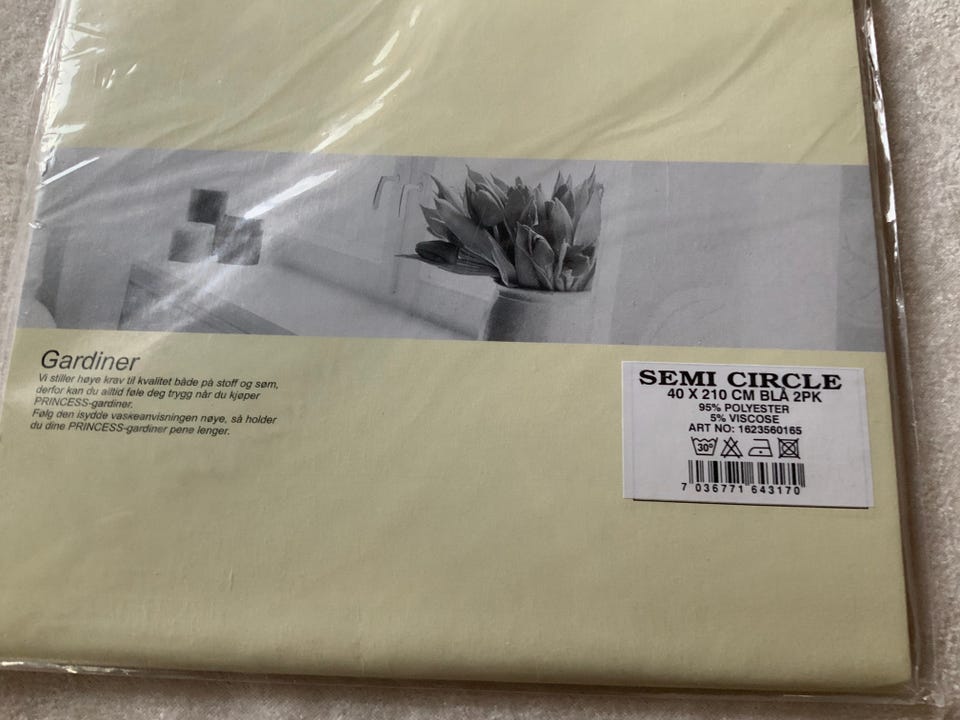 Gardiner
Vi stiller høye krav til kvalitet både på stoff og søm,
derfor kan du alltid føle deg trygg når du kjøper
PRINCESS-gardiner.
Følg den isydde vaskeanvisningen nøye, så holder
du dine PRINCESS-gardiner pene lenger.
SEMI CIRCLE
40 X 210 CM BLÅ 2PK
95% POLYESTER
5% VISCOSE
ART NO: 1623560165
30°
7 036771 643170